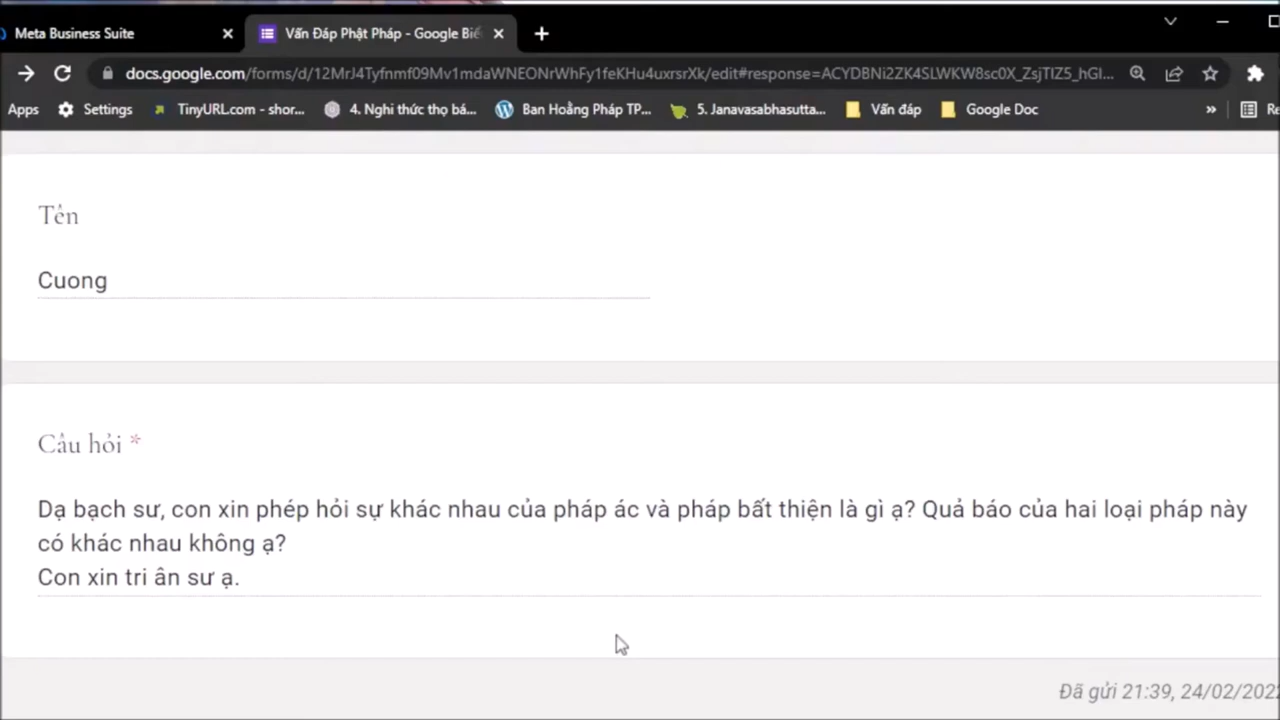 Meta Business Suite
Vấn Đáp Phật Pháp - Google Biể
docs.google.com/forms/d/12MrJ4Tyfnmf09Mv1mdaWNEONrWhFy1feKHu4uxrsrXk/edit#response=ACYDBNi2ZK4SLWKW8sc0X_ZsjTIZ5_hGl...
Apps Settings TinyURL.com - shor... 4. Nghi thức thọ bá... Ban Hoằng Pháp TP... 5. Janavasabhasutta... Vấn đáp Google Doc » Re
Tên
Cuong
Câu hỏi *
Dạ bạch sư, con xin phép hỏi sự khác nhau của pháp ác và pháp bất thiện là gì ạ? Quả báo của hai loại pháp này
có khác nhau không ạ?
Con xin tri ân sư ạ.
Đã gửi 21:39, 24/02/202